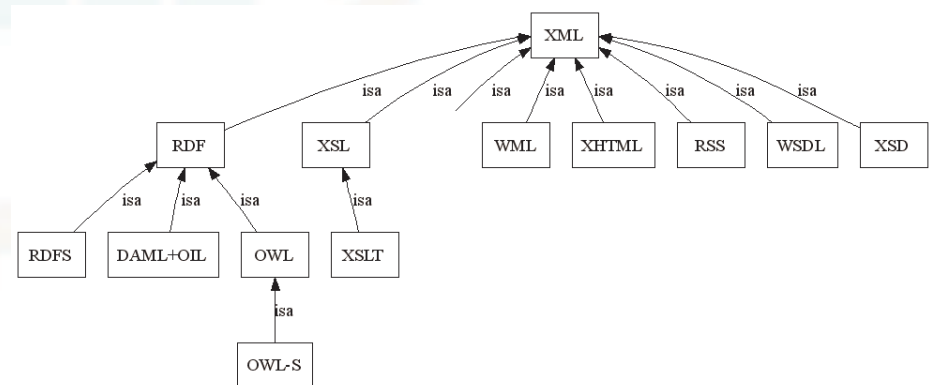 XML
isa isa isa isa isa isa isa
RDF XSL WML XHTML RSS WSDL XSD
isa isa isa isa
RDFS DAML+OIL OWL XSLT
isa
OWL-S